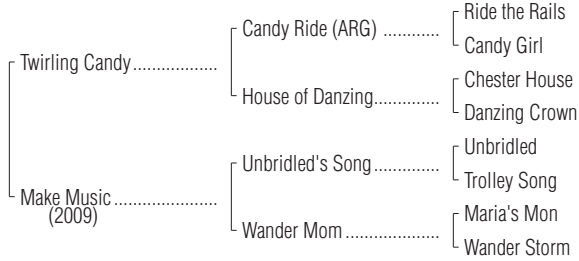 Ride the Rails
Candy Ride (ARG) ............
Candy Girl
Twirling Candy..................
Chester House
House of Danzing..............
Danzing Crown
Unbridled
Unbridled's Song..............
Trolley Song
Make Music ......................
(2009)
Maria's Mon
Wander Mom ....................
Wander Storm